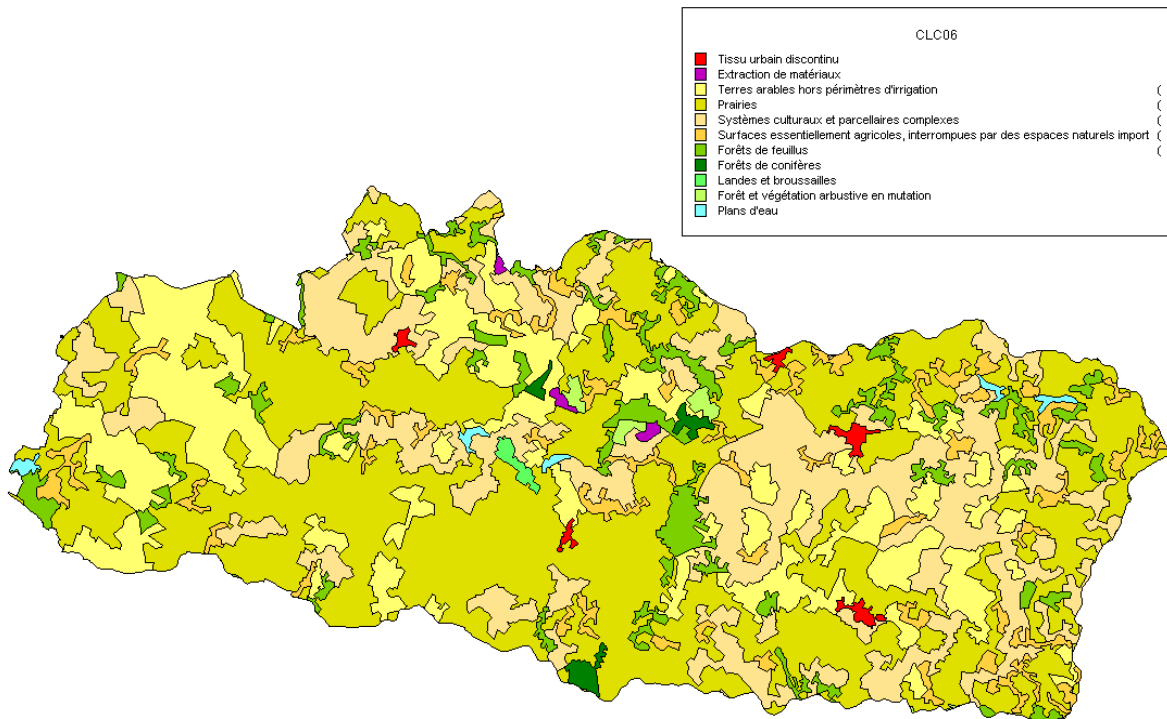 CLC06
Tissu urbain discontinu
Extraction de matériaux
Terres arables hors périmètres d'irrigation (
Prairies (
Systèmes culturaux et parcellaires complexes (
Surfaces essentiellement agricoles, interrompues par des espaces naturels import (
Forêts de feuillus (
Forêts de conifères
Landes et broussailles
Forêt et végétation arbustive en mutation
Plans d'eau